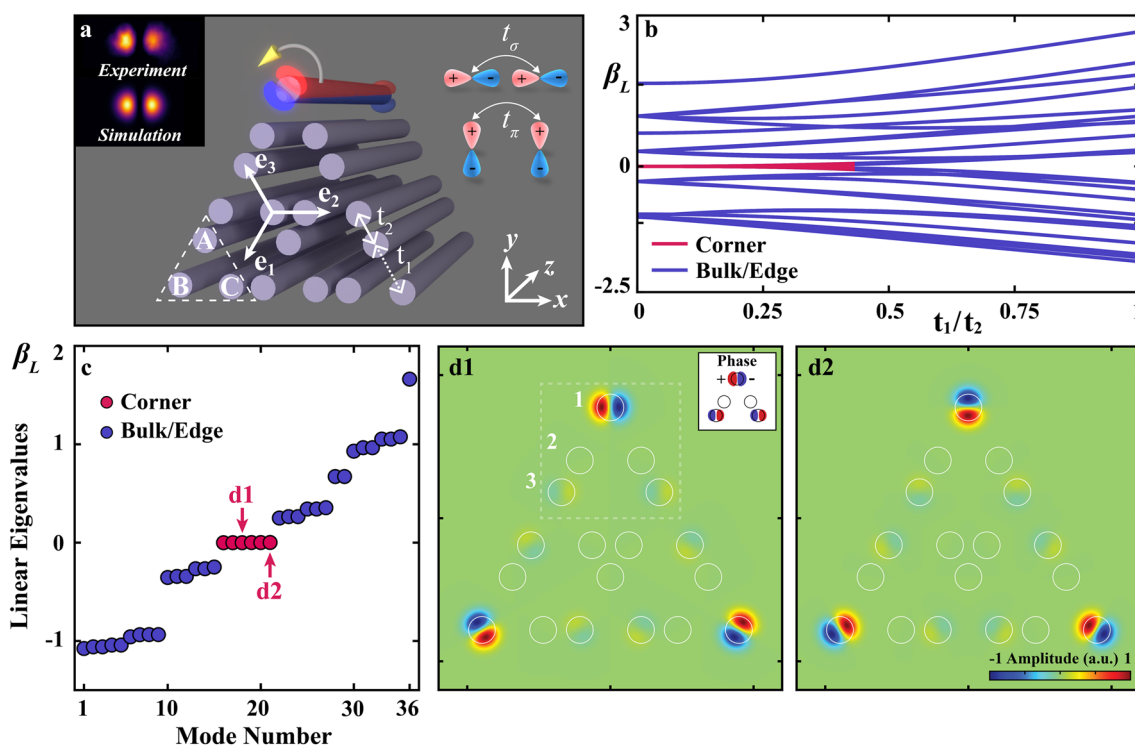 a
Experiment
Simulation
tσ
+ - + -
tπ
+ +
- -
e3
e2
e1
t2
t1
A
B C
y
z
x
b
3
βL
0
-2.5
Corner
Bulk/Edge
0 0.25 0.5 0.75 1
t1/t2
c
βL
2
1
0
-1
Linear Eigenvalues
Corner
Bulk/Edge
d1
d2
1 10 20 30 36
Mode Number
d1
Phase
+ -
1
2
3
d2
-1 Amplitude (a.u.) 1